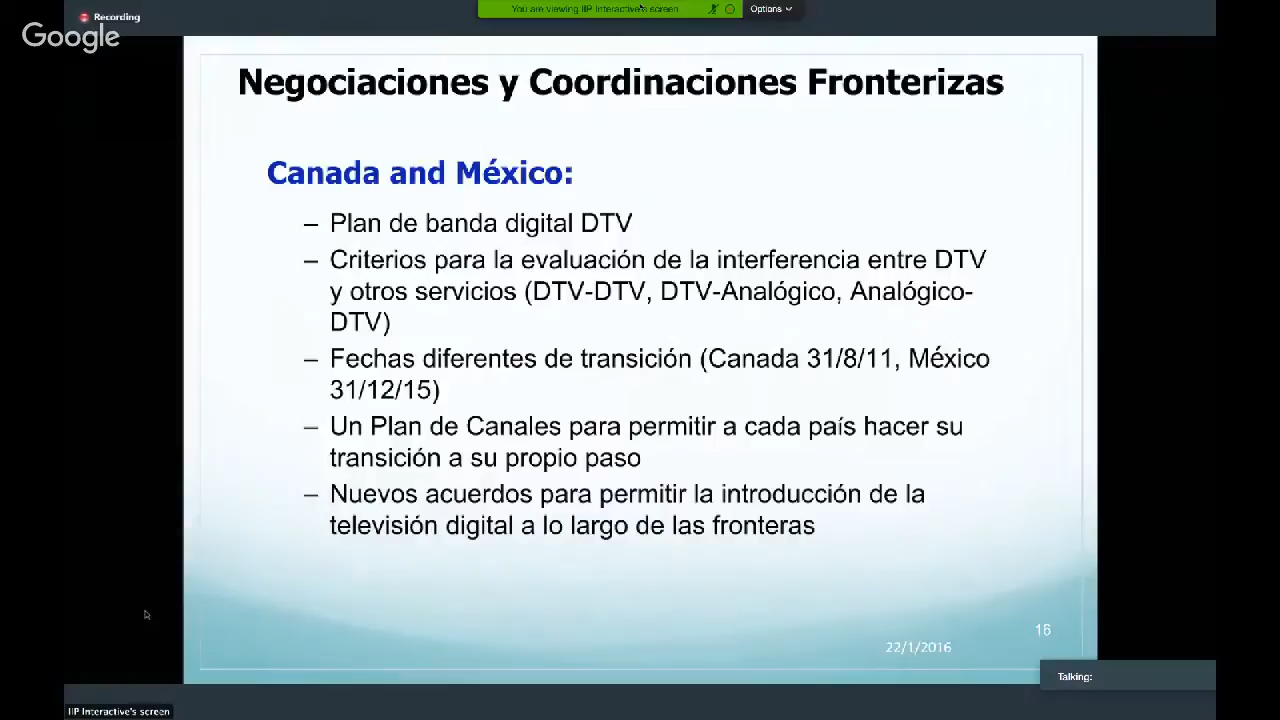 Recording
You are viewing IIP Interactive's screen
Options
Google
Negociaciones y Coordinaciones Fronterizas
Canada and México:
– Plan de banda digital DTV
– Criterios para la evaluación de la interferencia entre DTV
y otros servicios (DTV-DTV, DTV-Analógico, Analógico-
DTV)
– Fechas diferentes de transición (Canada 31/8/11, México
31/12/15)
– Un Plan de Canales para permitir a cada país hacer su
transición a su propio paso
– Nuevos acuerdos para permitir la introducción de la
televisión digital a lo largo de las fronteras
16
22/1/2016
Talking:
IIP Interactive's screen